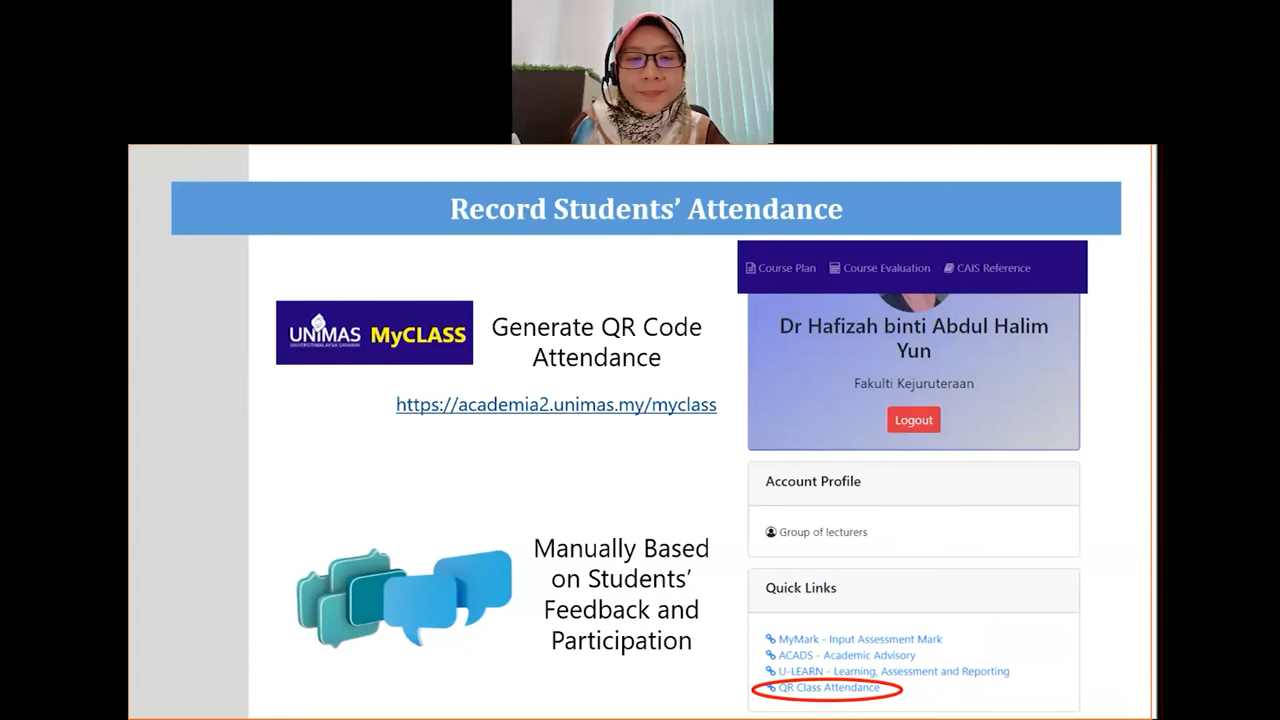 Record Students' Attendance
UNIMAS MyCLASS
UNIVERSITI MALAYSIA SARAWAK
Generate QR Code
Attendance
https://academia2.unimas.my/myclass
Manually Based
on Students'
Feedback and
Participation
Course Plan Course Evaluation CAIS Reference
Dr Hafizah binti Abdul Halim
Yun
Fakulti Kejuruteraan
Logout
Account Profile
Group of lecturers
Quick Links
MyMark - Input Assessment Mark
ACADS - Academic Advisory
U-LEARN - Learning, Assessment and Reporting
QR Class Attendance